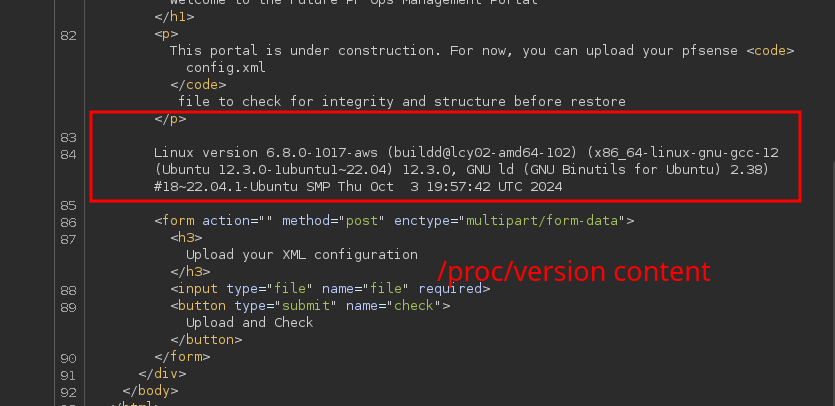 Welcome to the Future PF Ops Management Portal
</h1>
82 <p>
This portal is under construction. For now, you can upload your pfsense <code>
config.xml
</code>
file to check for integrity and structure before restore
</p>
83
84 Linux version 6.8.0-1017-aws (buildd@lcy02-amd64-102) (x86_64-linux-gnu-gcc-12
(Ubuntu 12.3.0-1ubuntu1~22.04) 12.3.0, GNU ld (GNU Binutils for Ubuntu) 2.38)
#18~22.04.1-Ubuntu SMP Thu Oct  3 19:57:42 UTC 2024
85
86 <form action="" method="post" enctype="multipart/form-data">
87 <h3>
Upload your XML configuration
</h3>
/proc/version content
88 <input type="file" name="file" required>
89 <button type="submit" name="check">
Upload and Check
</button>
90 </form>
91 </div>
92 </body>
</html>